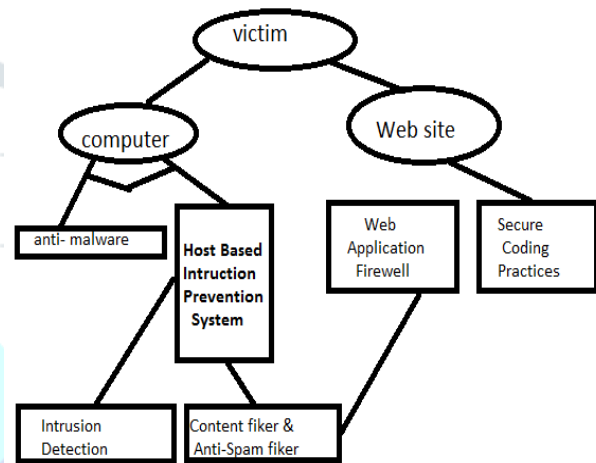 victim
computer
Web site
anti- malware
Host Based
Intruction
Prevention
System
Web
Application
Firewell
Secure
Coding
Practices
Intrusion
Detection
Content fiker &
Anti-Spam fiker